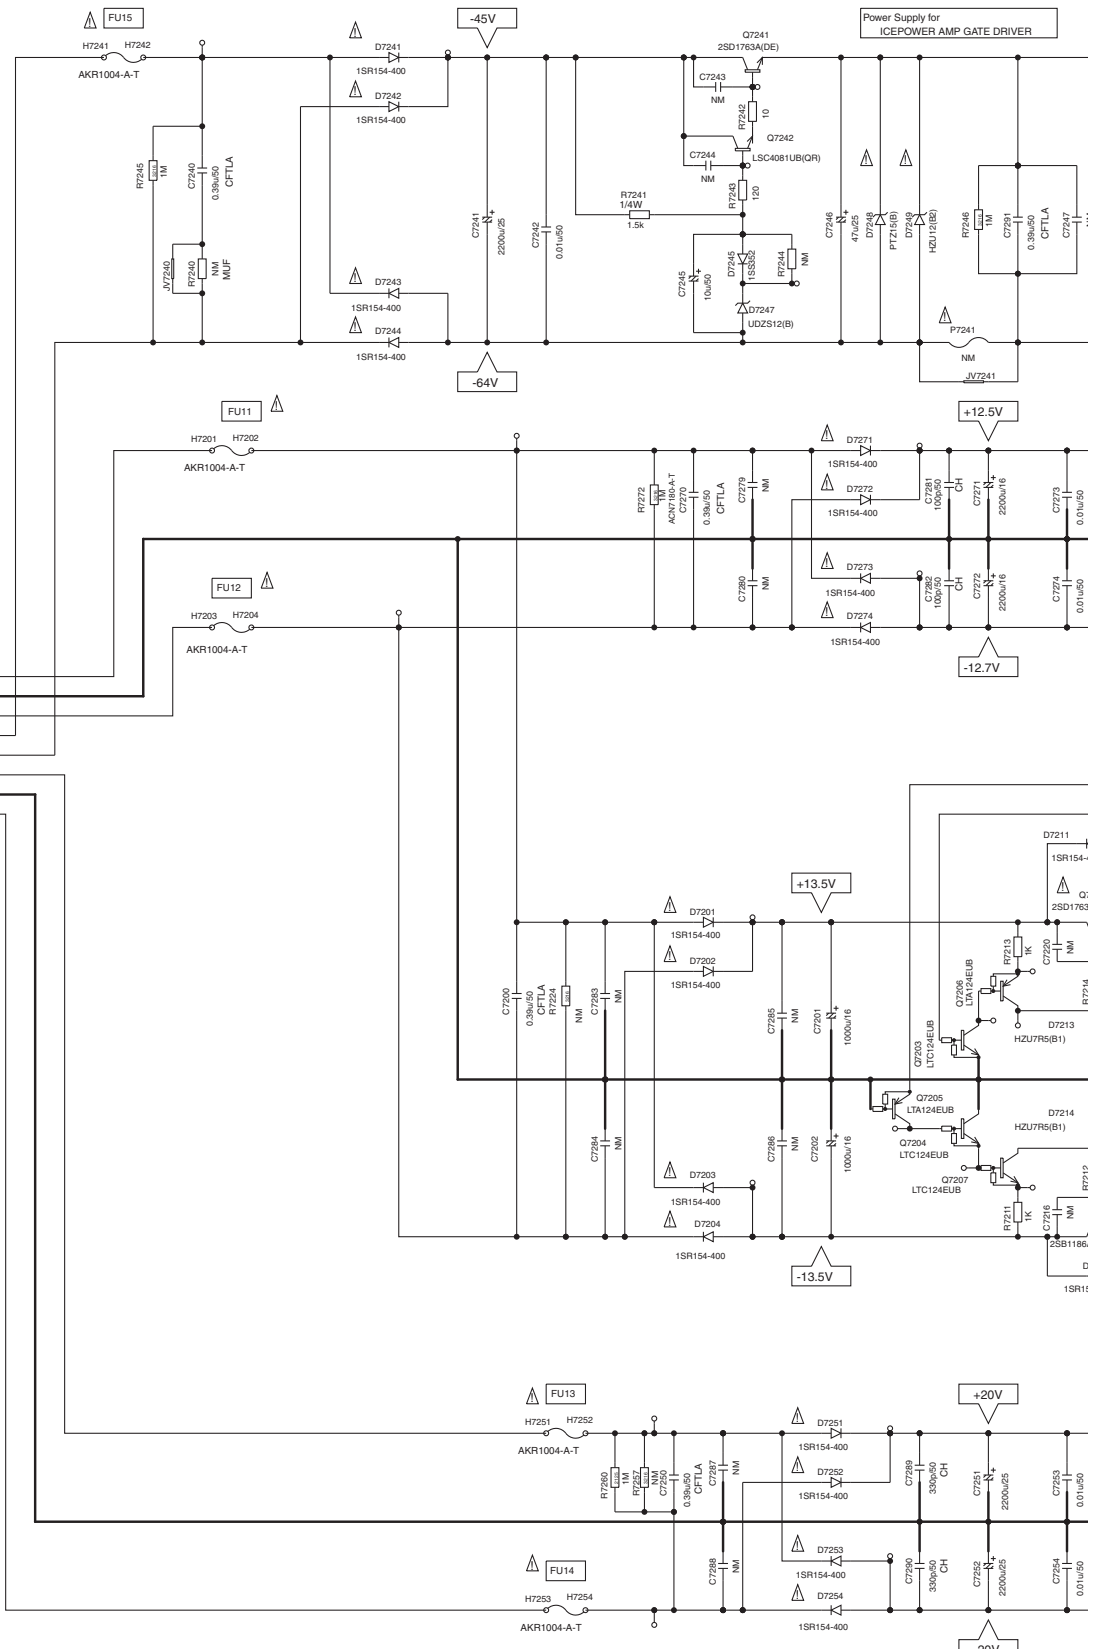 FU15
-45V
Power Supply for
ICEPOWER AMP GATE DRIVER
H7241
H7242
AKR1004-A-T
D7241
1SR154-400
D7242
1SR154-400
Q7241
2SD1763A(DE)
C7243
NM
R7242
10
Q7242
LSC4081UB(QR)
C7244
NM
R7243
120
R7245
1M
C7240
0.39u/50
CFTLA
R7241
1/4W
1.5k
C7241
2200u/25
C7242
0.01u/50
C7246
47u/25
D7248
PTZ15(B)
D7249
HZU12(B2)
R7246
1M
C7291
0.39u/50
CFTLA
C7247
JV7240
R7240
NM
MUF
C7245
10u/50
D7245
1SS352
R7244
NM
D7243
1SR154-400
D7247
UDZS12(B)
D7244
1SR154-400
P7241
NM
JV7241
-64V
FU11
H7201
H7202
AKR1004-A-T
+12.5V
D7271
1SR154-400
D7272
1SR154-400
R7272
1M
ACN7180-A-T
C7270
0.39u/50
CFTLA
C7279
NM
C7281
100p/50
CH
C7271
2200u/16
C7273
0.01u/50
FU12
H7203
H7204
AKR1004-A-T
C7280
NM
D7273
1SR154-400
D7274
1SR154-400
C7282
100p/50
CH
C7272
2200u/16
C7274
0.01u/50
-12.7V
D7211
1SR154-
+13.5V
2SD1763
D7201
1SR154-400
D7202
1SR154-400
R7213
1K
C7220
NM
C7200
0.39u/50
CFTLA
R7224
NM
C7283
NM
C7285
NM
C7201
1000u/16
Q7206
LTA124EUB
R7214
Q7203
LTC124EUB
D7213
HZU7R5(B1)
Q7205
LTA124EUB
D7214
HZU7R5(B1)
Q7204
LTC124EUB
Q7207
LTC124EUB
C7284
NM
C7286
NM
C7202
1000u/16
D7203
1SR154-400
D7204
1SR154-400
R7211
1K
C7216
NM
R7212
2SB1186
D
1SR15
-13.5V
FU13
H7251
H7252
AKR1004-A-T
+20V
D7251
1SR154-400
D7252
1SR154-400
R7260
1M
R7257
NM
C7250
0.39u/50
CFTLA
C7287
NM
C7289
330p/50
CH
C7251
2200u/25
C7253
0.01u/50
FU14
H7253
H7254
AKR1004-A-T
C7288
NM
D7253
1SR154-400
D7254
1SR154-400
C7290
330p/50
CH
C7252
2200u/25
C7254
0.01u/50